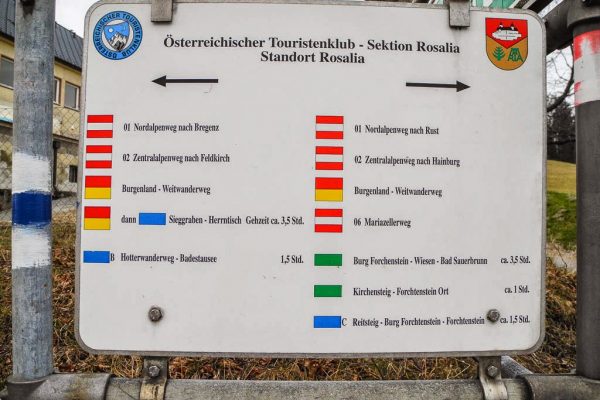 ÖSTERREICHISCHER TOURISTENKLUB
Österreichischer Touristenklub - Sektion Rosalia
Standort Rosalia
01 Nordalpenweg nach Bregenz
02 Zentralalpenweg nach Feldkirch
Burgenland - Weitwanderweg
dann Sieggraben - Herrntisch Gehzeit ca. 3,5 Std.
B Hotterwanderweg - Badestausee 1,5 Std.
01 Nordalpenweg nach Rust
02 Zentralalpenweg nach Hainburg
Burgenland - Weitwanderweg
06 Mariazellerweg
Burg Forchenstein - Wiesen - Bad Sauerbrunn ca. 3,5 Std.
Kirchensteig - Forchtenstein Ort ca. 1 Std.
C Reitsteig - Burg Forchtenstein - Forchtenstein ca. 1,5 Std.